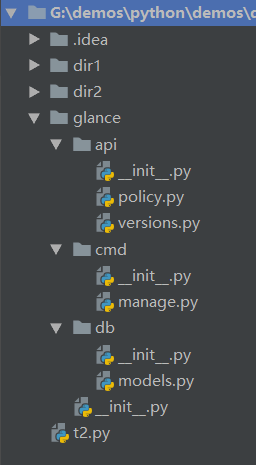 G:\demos\python\demos\
.idea
dir1
dir2
glance
api
__init__.py
policy.py
versions.py
cmd
__init__.py
manage.py
db
__init__.py
models.py
__init__.py
t2.py